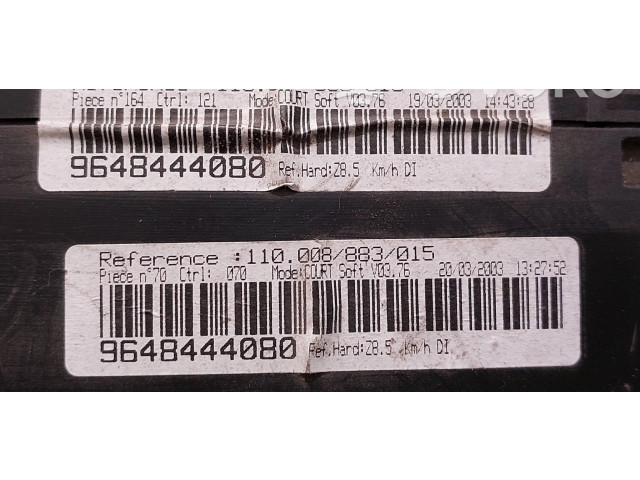 Piece n°164 Ctrl: 121 Mode:COURT Soft V03.76 19/03/2003 14:43:28
9648444080 Ref.Hard:Z8.5 Km/h DI
Reference :110.008/883/015
Piece n°70 Ctrl: 070 Mode:COURT Soft V03.76 20/03/2003 13:27:52
9648444080 Ref.Hard:Z8.5 Km/h DI